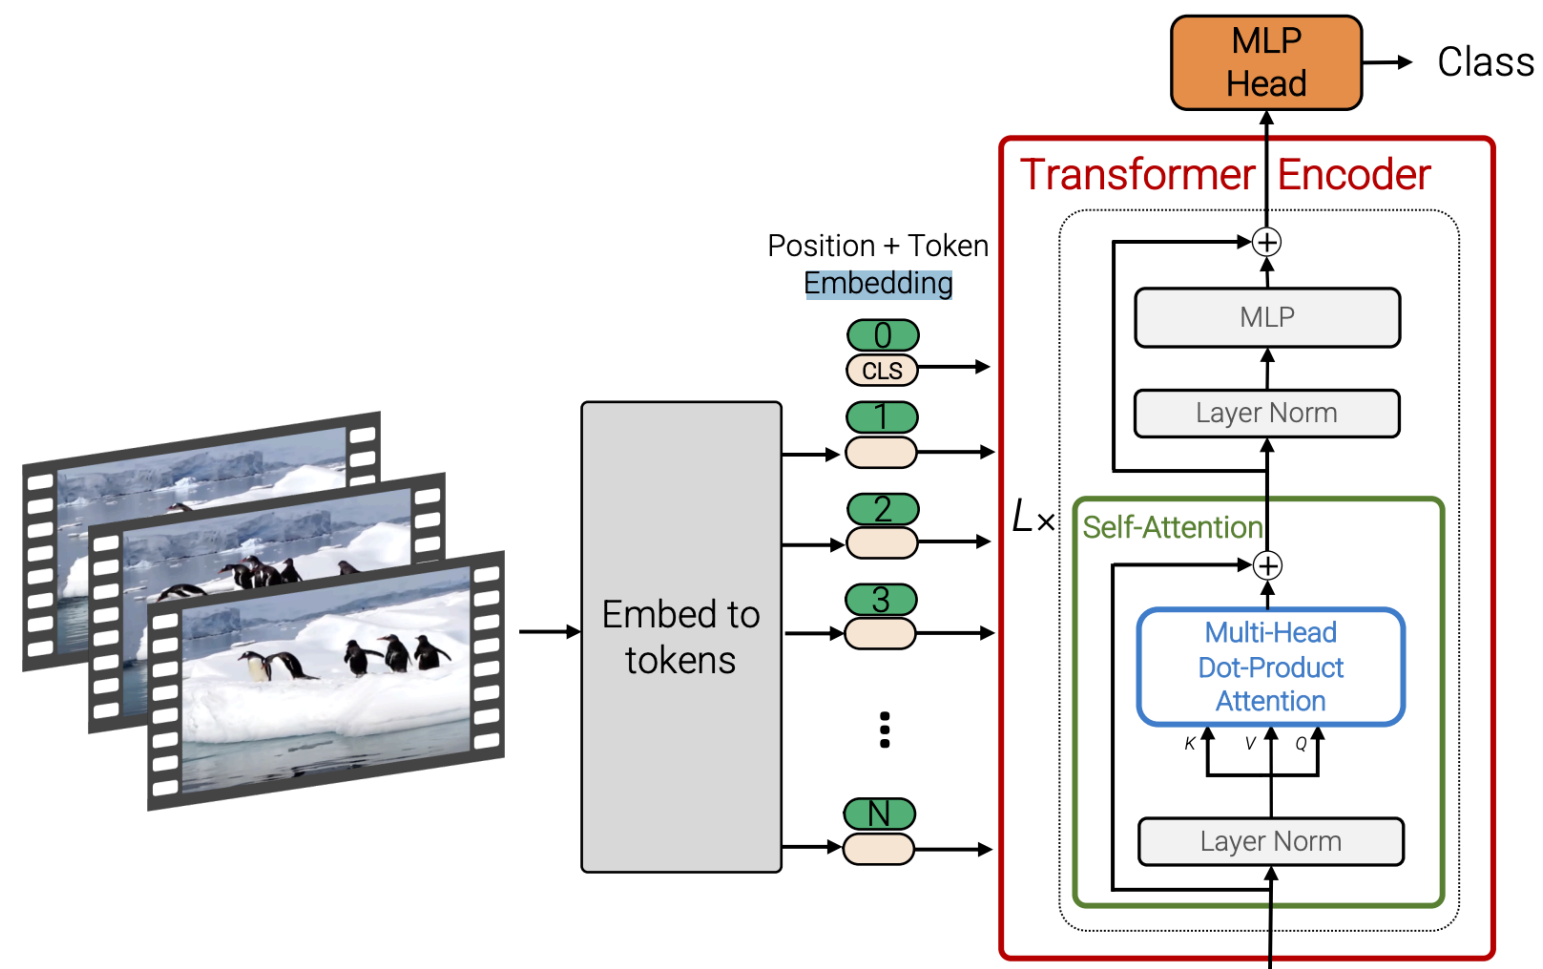 MLP
Head
Class
Transformer Encoder
Position + Token
Embedding
0
CLS
1
2
3
N
Embed to
tokens
L×
MLP
Layer Norm
Self-Attention
Multi-Head
Dot-Product
Attention
K V Q
Layer Norm